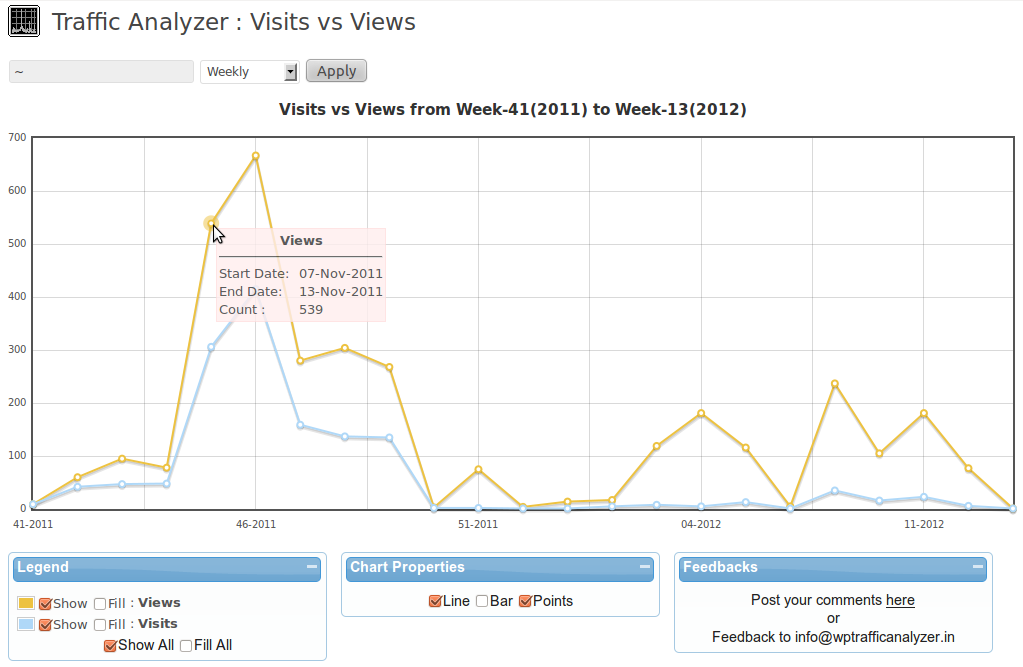 Traffic Analyzer : Visits vs Views
~
Weekly
Apply
Visits vs Views from Week-41(2011) to Week-13(2012)
700
600
500
400
300
200
100
0
Views
Start Date: 07-Nov-2011
End Date: 13-Nov-2011
Count : 539
41-2011 46-2011 51-2011 04-2012 11-2012
Legend
Show Fill : Views
Show Fill : Visits
Show All Fill All
Chart Properties
Line Bar Points
Feedbacks
Post your comments here
or
Feedback to info@wptrafficanalyzer.in